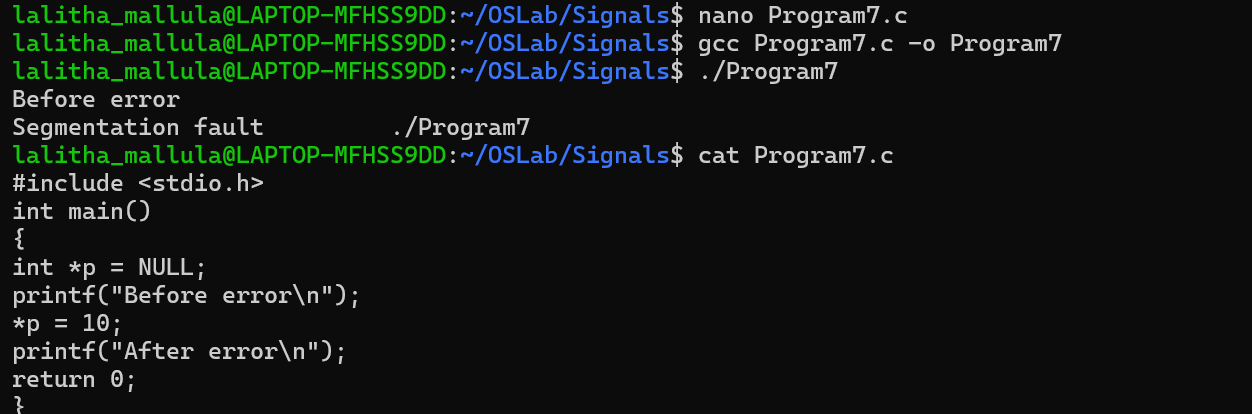 lalitha_mallula@LAPTOP-MFHSS9DD:~/OSLab/Signals$ nano Program7.c
lalitha_mallula@LAPTOP-MFHSS9DD:~/OSLab/Signals$ gcc Program7.c -o Program7
lalitha_mallula@LAPTOP-MFHSS9DD:~/OSLab/Signals$ ./Program7
Before error
Segmentation fault         ./Program7
lalitha_mallula@LAPTOP-MFHSS9DD:~/OSLab/Signals$ cat Program7.c
#include <stdio.h>
int main()
{
int *p = NULL;
printf("Before error\n");
*p = 10;
printf("After error\n");
return 0;
}